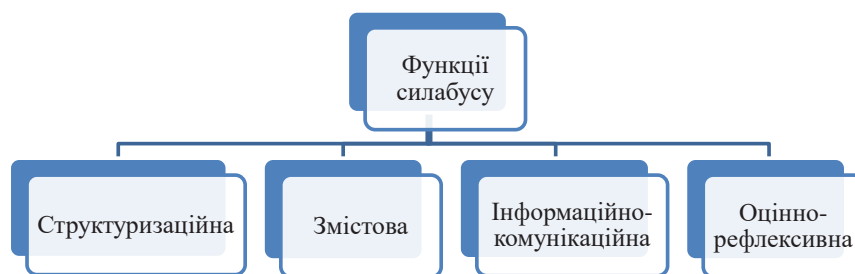 Функції
силабусу
Структуризаційна
Змістова
Інформаційно-
комунікаційна
Оцінно-
рефлексивна